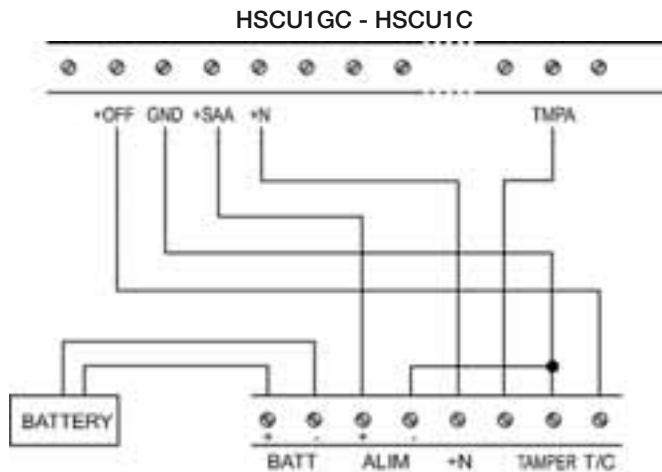 HSCU1GC - HSCU1C
+OFF GND +SAA +N TMPA
BATTERY
+ - + -
BATT ALIM +N TAMPER T/C